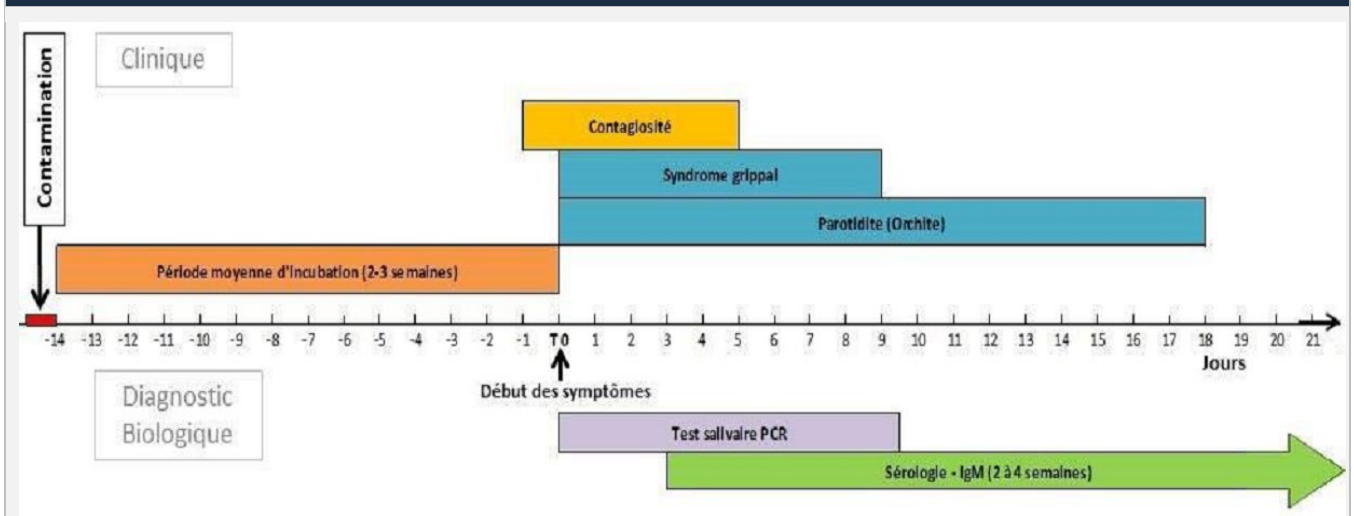 Contamination
Clinique
Contagiosité
Syndrome grippal
Parotidite (Orchite)
Période moyenne d'incubation (2-3 semaines)
-14 -13 -12 -11 -10 -9 -8 -7 -6 -5 -4 -3 -2 -1 T0 1 2 3 4 5 6 7 8 9 10 11 12 13 14 15 16 17 18 19 20 21
Jours
Début des symptômes
Diagnostic
Biologique
Test salivaire PCR
Sérologie - IgM (2 à 4 semaines)